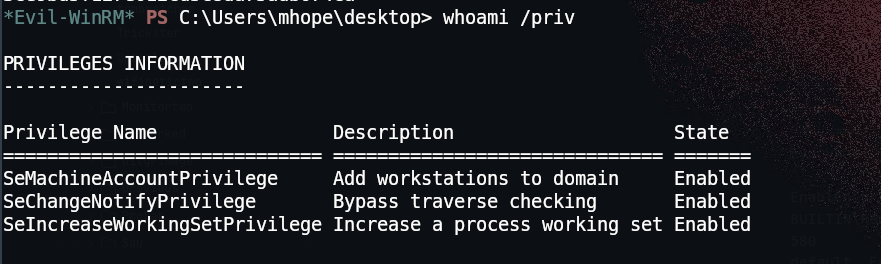 *Evil-WinRM* PS C:\Users\mhope\desktop> whoami /priv
PRIVILEGES INFORMATION
----------------------
Privilege Name                Description                    State
============================= ============================== =======
SeMachineAccountPrivilege     Add workstations to domain     Enabled
SeChangeNotifyPrivilege       Bypass traverse checking       Enabled
SeIncreaseWorkingSetPrivilege Increase a process working set Enabled